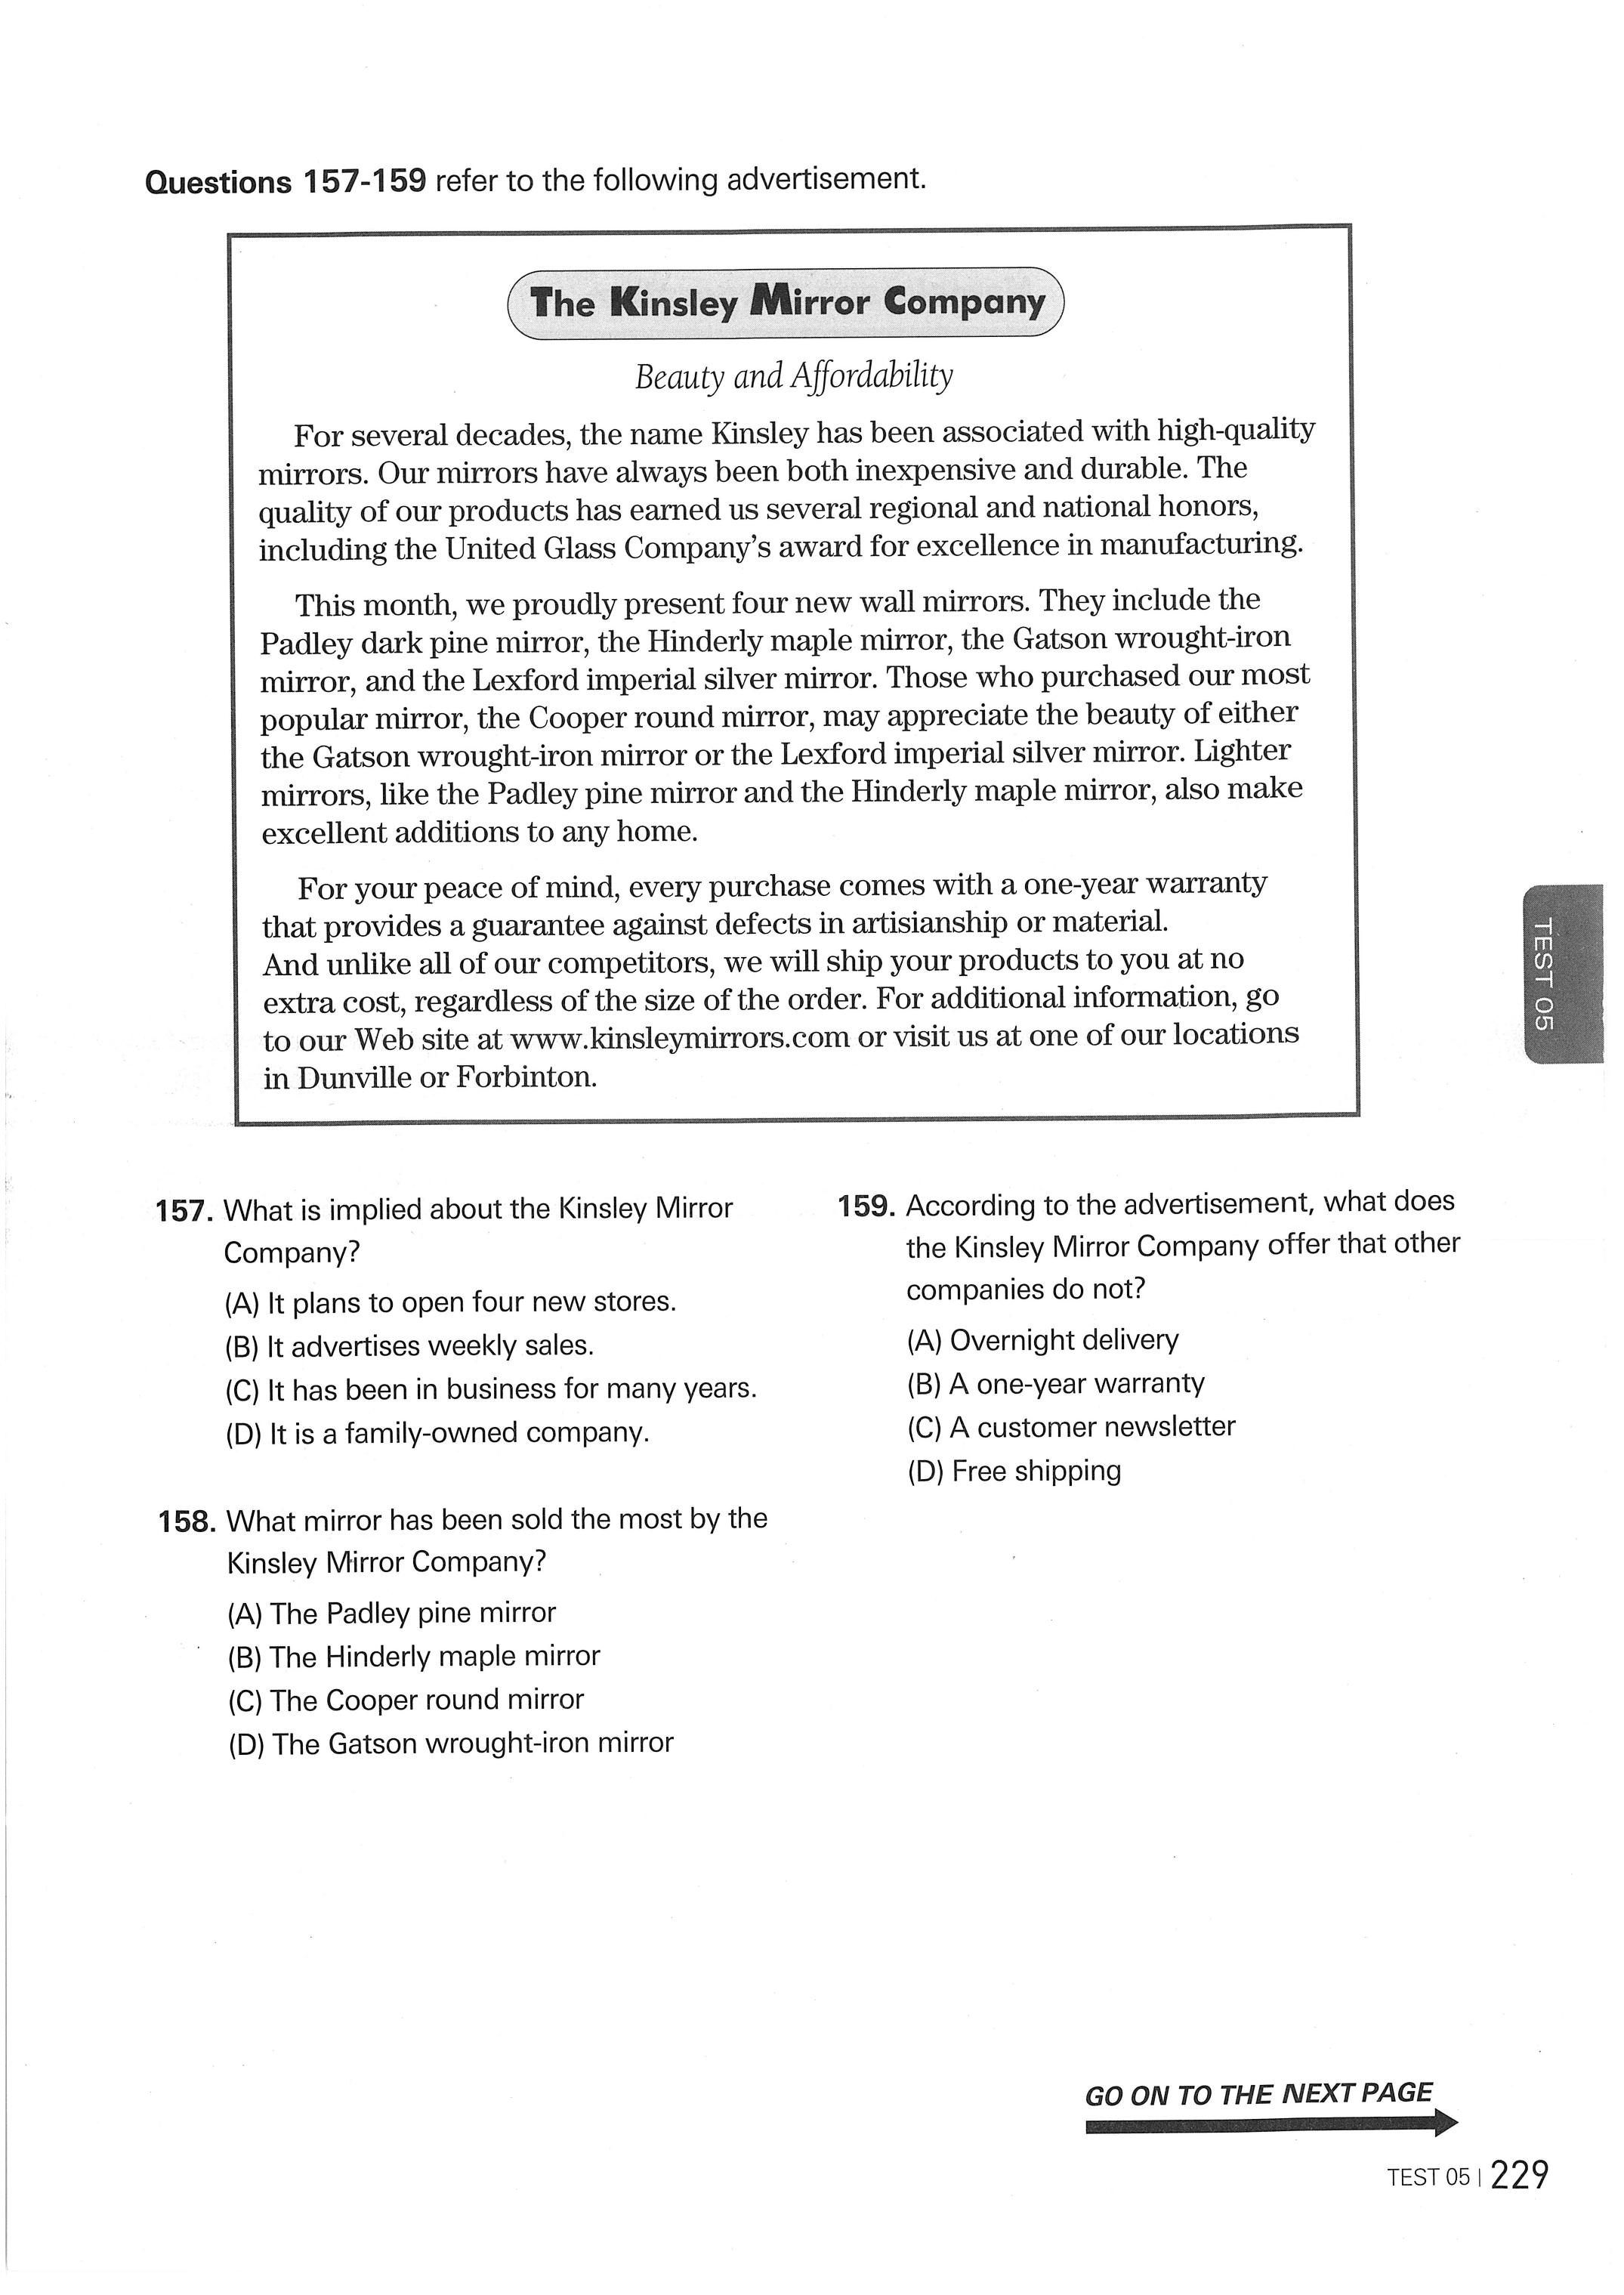 Questions 157-159 refer to the following advertisement.
The Kinsley Mirror Company
Beauty and Affordability
For several decades, the name Kinsley has been associated with high-quality
mirrors. Our mirrors have always been both inexpensive and durable. The
quality of our products has earned us several regional and national honors,
including the United Glass Company's award for excellence in manufacturing.
This month, we proudly present four new wall mirrors. They include the
Padley dark pine mirror, the Hinderly maple mirror, the Gatson wrought-iron
mirror, and the Lexford imperial silver mirror. Those who purchased our most
popular mirror, the Cooper round mirror, may appreciate the beauty of either
the Gatson wrought-iron mirror or the Lexford imperial silver mirror. Lighter
mirrors, like the Padley pine mirror and the Hinderly maple mirror, also make
excellent additions to any home.
For your peace of mind, every purchase comes with a one-year warranty
that provides a guarantee against defects in artisianship or material.
And unlike all of our competitors, we will ship your products to you at no
extra cost, regardless of the size of the order. For additional information, go
to our Web site at www.kinsleymirrors.com or visit us at one of our locations
in Dunville or Forbinton.
157. What is implied about the Kinsley Mirror
Company?
(A) It plans to open four new stores.
(B) It advertises weekly sales.
(C) It has been in business for many years.
(D) It is a family-owned company.
158. What mirror has been sold the most by the
Kinsley Mirror Company?
(A) The Padley pine mirror
(B) The Hinderly maple mirror
(C) The Cooper round mirror
(D) The Gatson wrought-iron mirror
159. According to the advertisement, what does
the Kinsley Mirror Company offer that other
companies do not?
(A) Overnight delivery
(B) A one-year warranty
(C) A customer newsletter
(D) Free shipping
TEST 05
GO ON TO THE NEXT PAGE
TEST 05 | 229